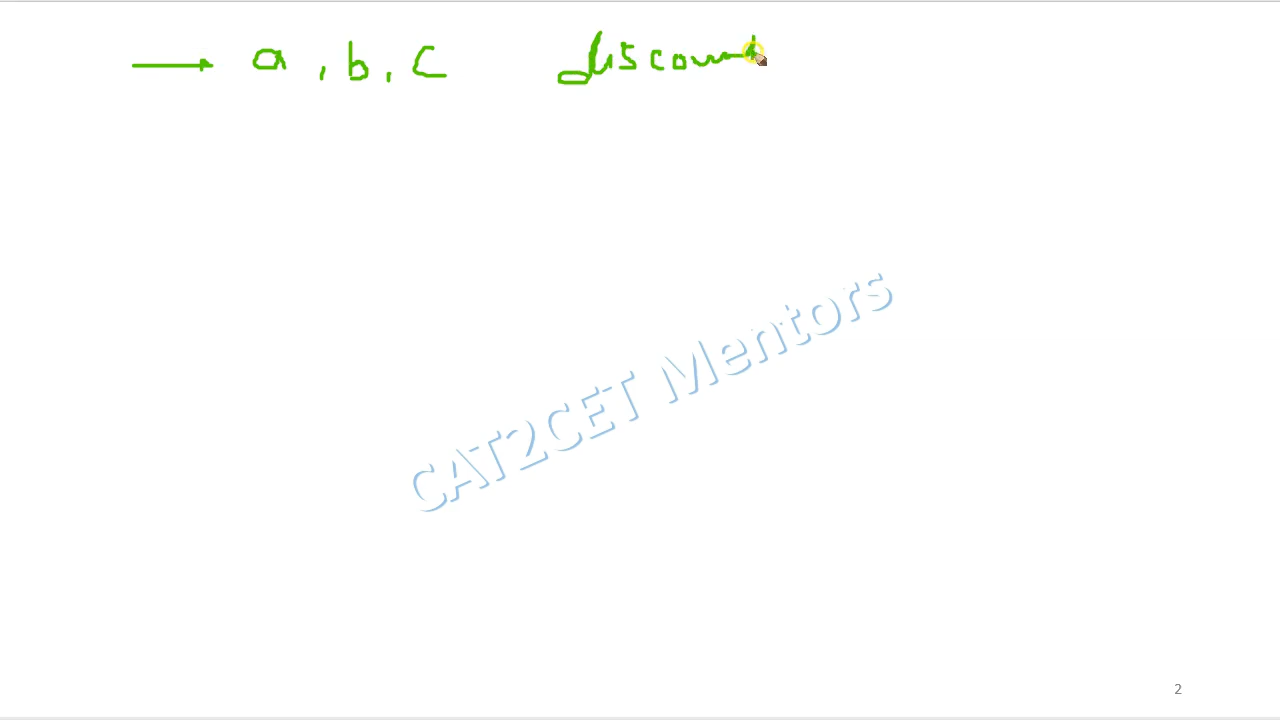 → a, b, c discount
CAT2CET Mentors
2